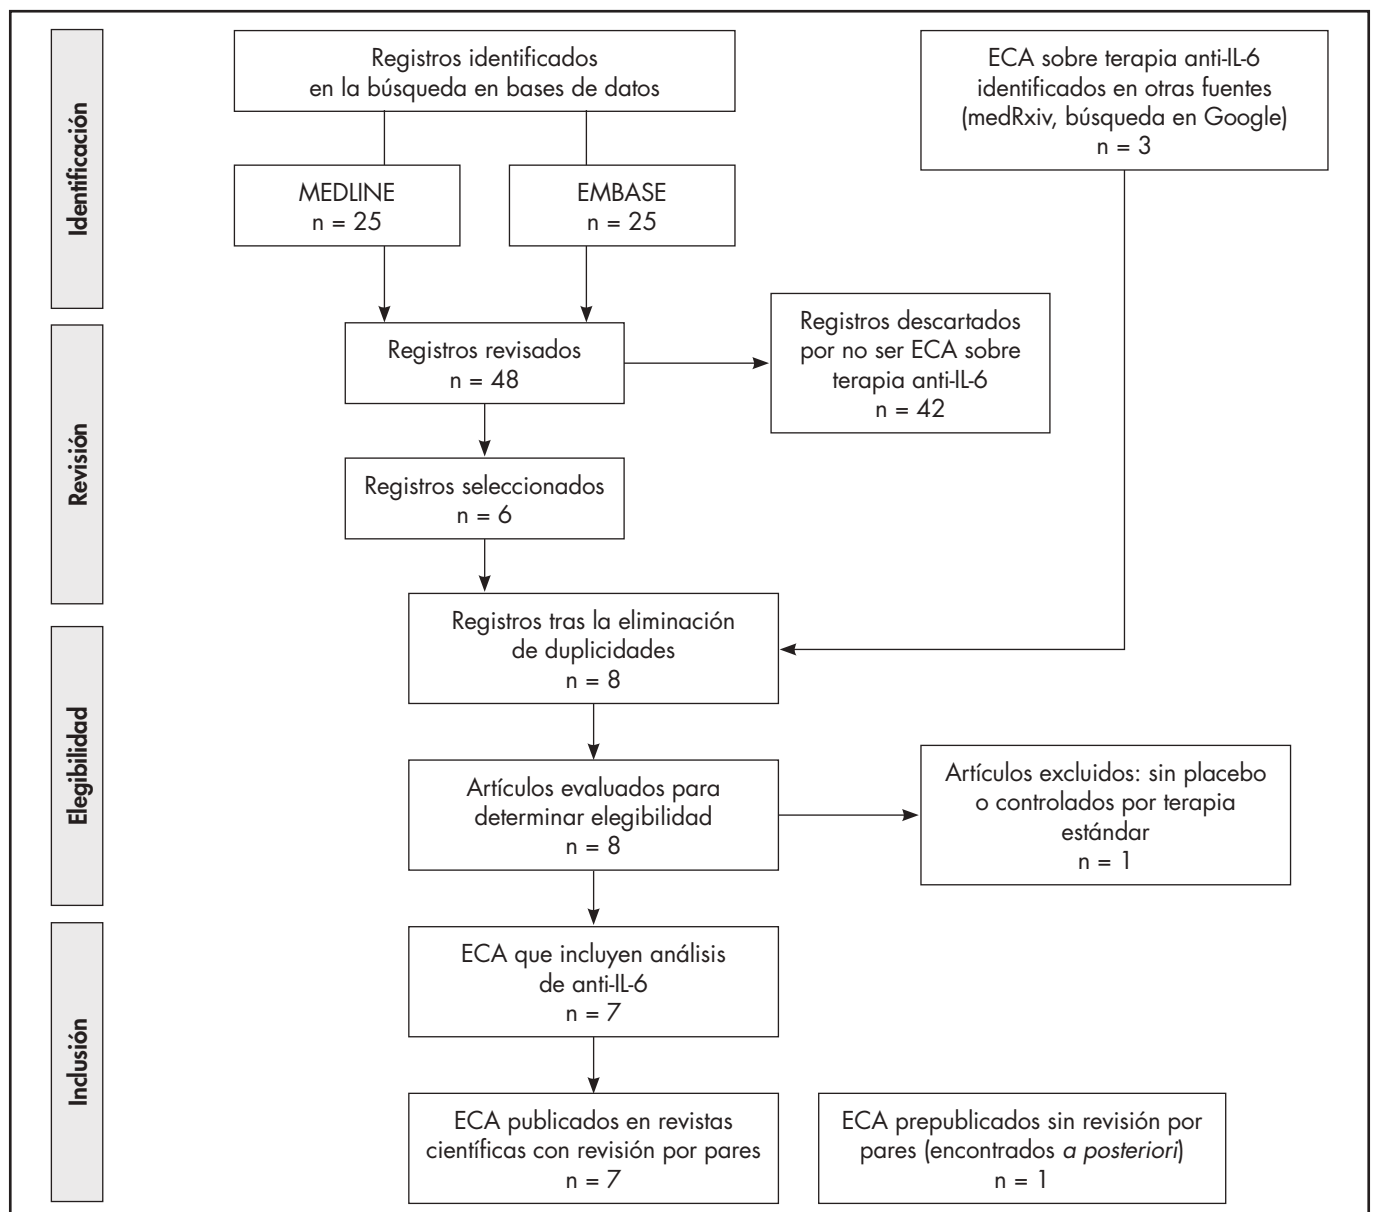 Identificación
Registros identificados
en la búsqueda en bases de datos
ECA sobre terapia anti-IL-6
identificados en otras fuentes
(medRxiv, búsqueda en Google)
n = 3
MEDLINE
n = 25
EMBASE
n = 25
Revisión
Registros revisados
n = 48
Registros descartados
por no ser ECA sobre
terapia anti-IL-6
n = 42
Registros seleccionados
n = 6
Elegibilidad
Registros tras la eliminación
de duplicidades
n = 8
Artículos evaluados para
determinar elegibilidad
n = 8
Artículos excluidos: sin placebo
o controlados por terapia
estándar
n = 1
Inclusión
ECA que incluyen análisis
de anti-IL-6
n = 7
ECA publicados en revistas
científicas con revisión por pares
n = 7
ECA prepublicados sin revisión por
pares (encontrados a posteriori)
n = 1